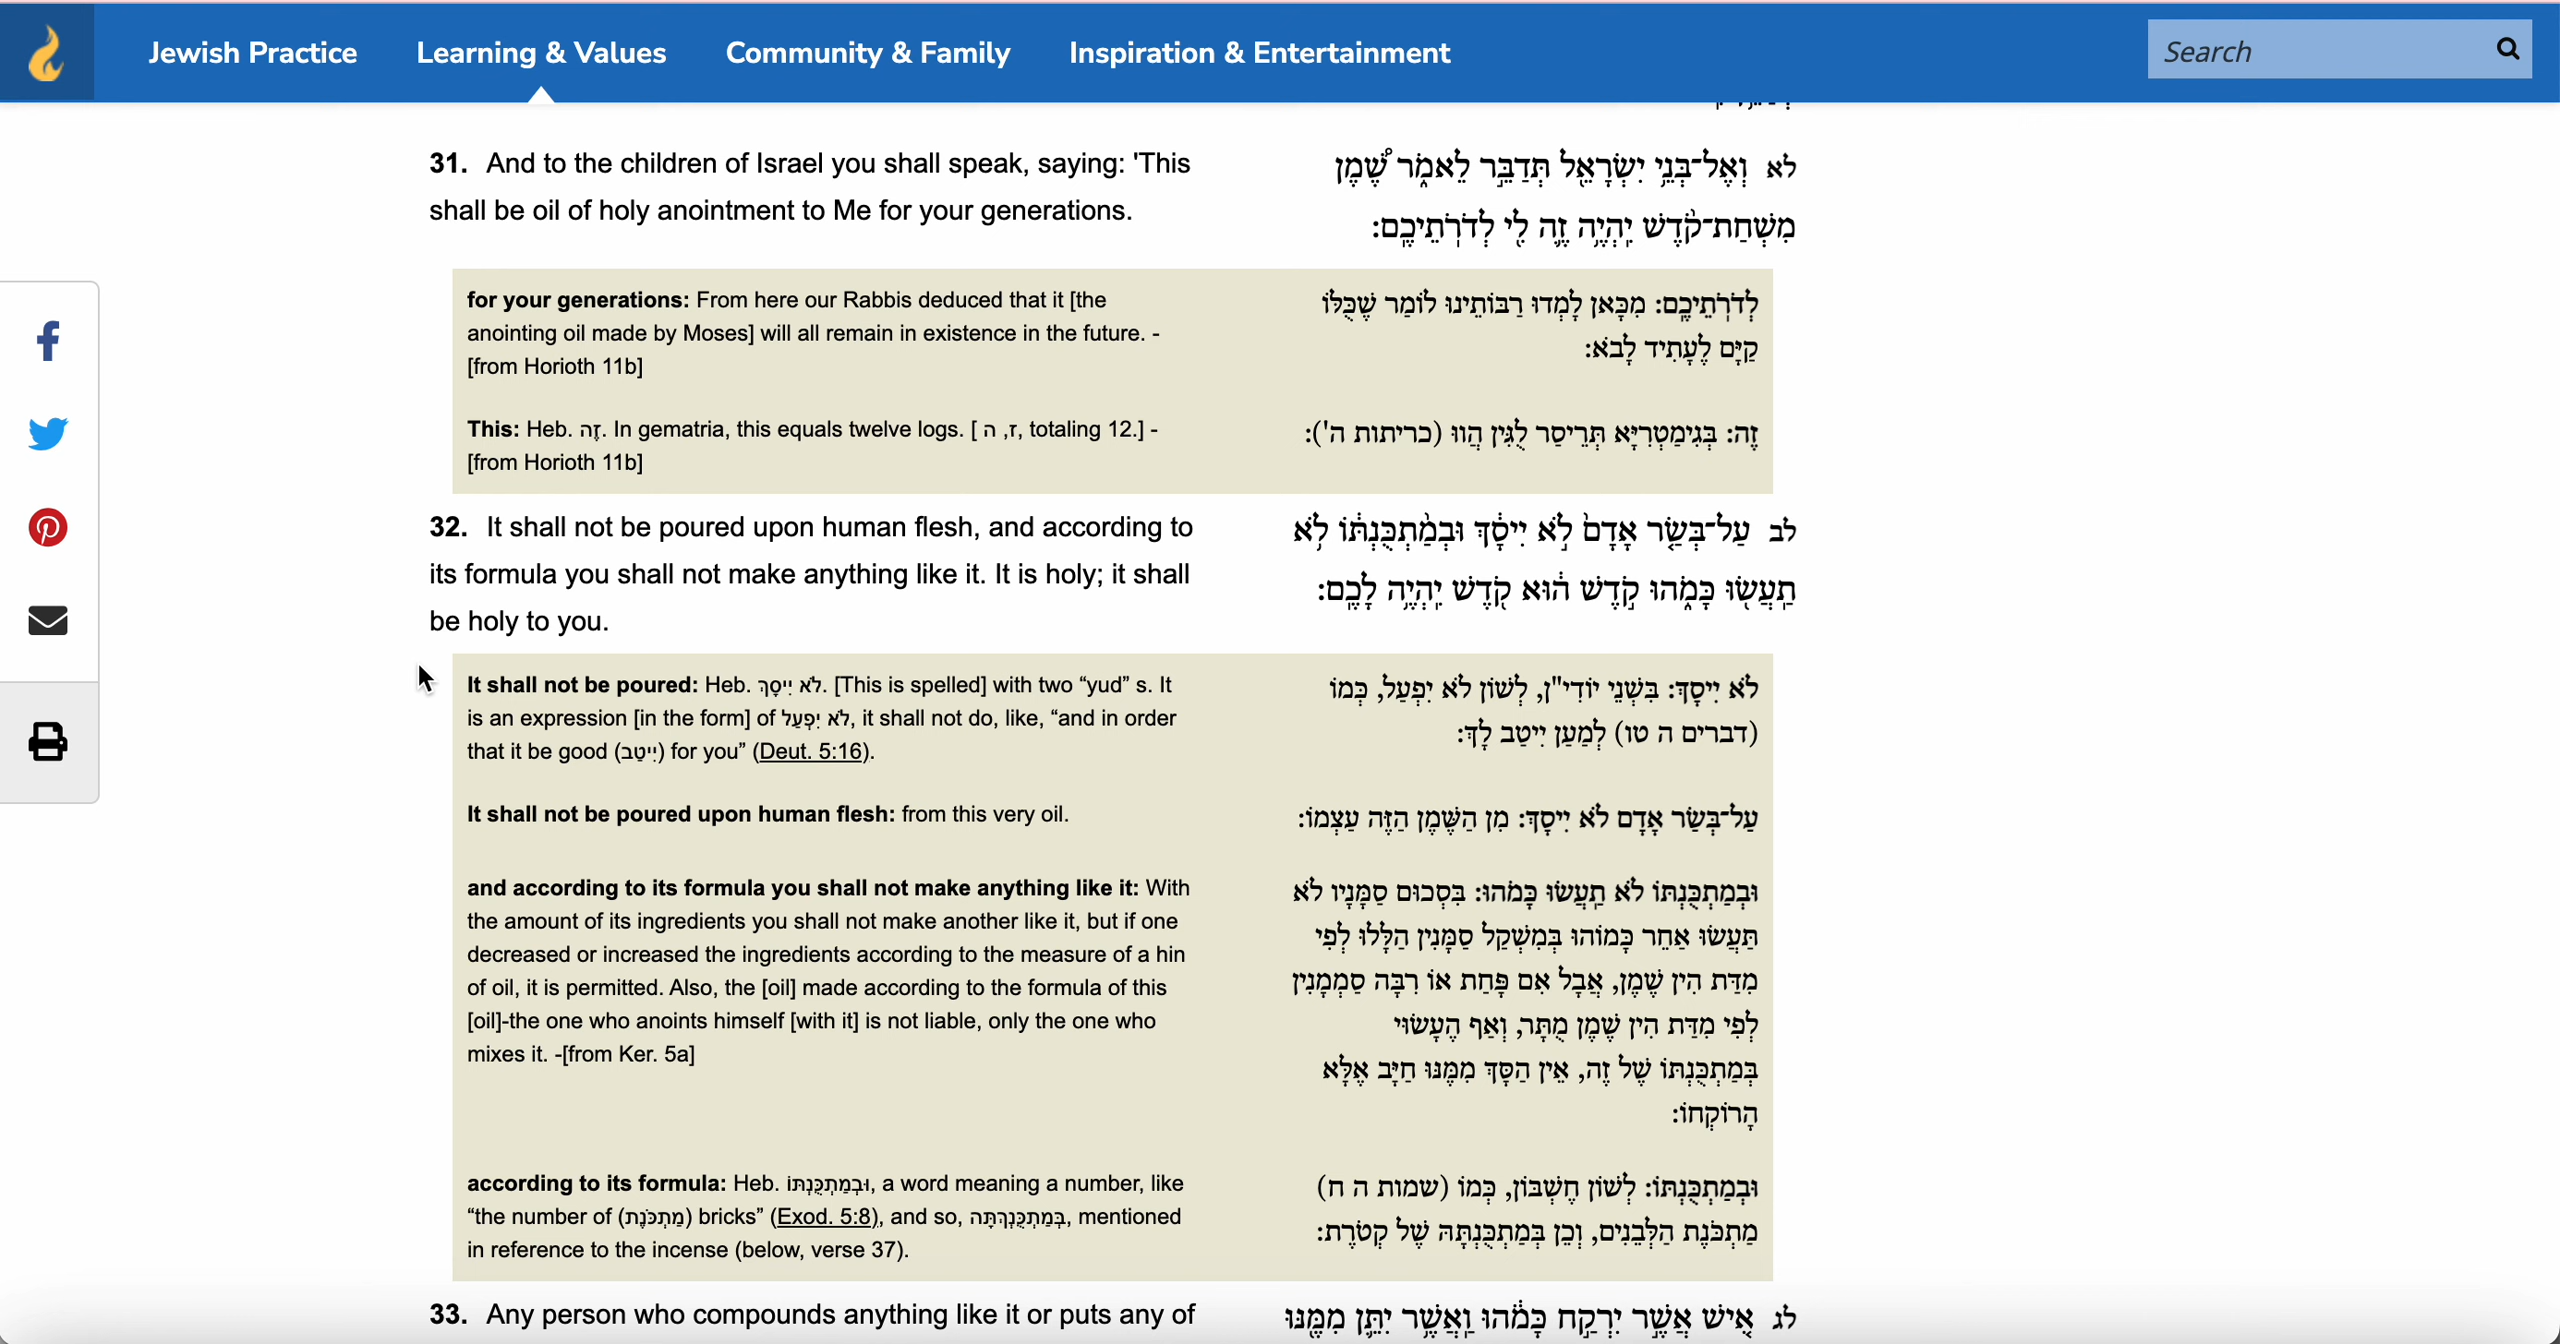 Jewish Practice
Learning & Values
Community & Family
Inspiration & Entertainment
Search
31. And to the children of Israel you shall speak, saying: 'This
shall be oil of holy anointment to Me for your generations.
לא וְאֶל־בְּנֵ֥י יִשְׂרָאֵ֖ל תְּדַבֵּ֣ר לֵאמֹ֑ר שֶׁ֠מֶן
מִשְׁחַת־קֹ֨דֶשׁ יִֽהְיֶ֥ה זֶ֛ה לִ֖י לְדֹרֹֽתֵיכֶֽם:
for your generations: From here our Rabbis deduced that it [the
anointing oil made by Moses] will all remain in existence in the future. -
[from Horioth 11b]
לְדֹרֹֽתֵיכֶֽם: מִכָּאן לָמְדוּ רַבּוֹתֵינוּ לוֹמַר שֶׁכֻּלּוֹ
קַיָּם לֶעָתִיד לָבֹא:
This: Heb. זֶה. In gematria, this equals twelve logs. [ ז, ה, totaling 12.] -
[from Horioth 11b]
זֶה: בְּגִימַטְרִיָּא תְּרֵיסַר לֻגִּין הֲווּ (כריתות ה'):
32. It shall not be poured upon human flesh, and according to
its formula you shall not make anything like it. It is holy; it shall
be holy to you.
לב עַל־בְּשַׂ֤ר אָדָם֙ לֹ֣א יִיסָ֔ךְ וּבְמַ֨תְכֻּנְתּ֔וֹ לֹ֥א
תַֽעֲשׂ֖וּ כָּמֹ֑הוּ קֹ֣דֶשׁ ה֔וּא קֹ֖דֶשׁ יִֽהְיֶ֥ה לָכֶֽם:
It shall not be poured: Heb. לֹא יִיסָךְ. [This is spelled] with two “yud” s. It
is an expression [in the form] of לֹא יִפְעַל, it shall not do, like, “and in order
that it be good (יִיטַב) for you” (Deut. 5:16).
לֹא יִיסָךְ: בִּשְׁנֵי יוֹדִי"ן, לְשׁוֹן לֹא יִפְעַל, כְּמוֹ
(דברים ה טו) לְמַעַן יִיטַב לָךְ:
It shall not be poured upon human flesh: from this very oil.
עַל־בְּשַׂר אָדָם לֹא יִיסָךְ: מִן הַשֶּׁמֶן הַזֶּה עַצְמוֹ:
and according to its formula you shall not make anything like it: With
the amount of its ingredients you shall not make another like it, but if one
decreased or increased the ingredients according to the measure of a hin
of oil, it is permitted. Also, the [oil] made according to the formula of this
[oil]-the one who anoints himself [with it] is not liable, only the one who
mixes it. -[from Ker. 5a]
וּבְמַתְכֻּנְתּוֹ לֹא תַֽעֲשׂוּ כָּמֹהוּ: בִּסְכוּם סַמָּנָיו לֹא
תַּעֲשׂוּ אַחֵר כָּמוֹהוּ בְּמִשְׁקַל סַמָּנִין הַלָּלוּ לְפִי
מִדַּת הִין שֶׁמֶן, אֲבָל אִם פָּחַת אוֹ רִבָּה סַמְמָנִין
לְפִי מִדַּת הִין שֶׁמֶן מֻתָּר, וְאַף הֶעָשׂוּי
בְּמַתְכֻּנְתּוֹ שֶׁל זֶה, אֵין הַסָּךְ מִמֶּנּוּ חַיָּב אֶלָּא
הָרוֹקְחוֹ:
according to its formula: Heb. וּבְמַתְכֻּנְתּוֹ, a word meaning a number, like
“the number of (מַתְכֹּנֶת) bricks” (Exod. 5:8), and so, בְּמַתְכֻּנְךְתָּהּ, mentioned
in reference to the incense (below, verse 37).
וּבְמַתְכֻּנְתּוֹ: לְשׁוֹן חֶשְׁבּוֹן, כְּמוֹ (שמות ה ח)
מַתְכֹּנֶת הַלְּבֵנִים, וְכֵן בְּמַתְכֻּנְתָּהּ שֶׁל קְטֹרֶת:
33. Any person who compounds anything like it or puts any of
לג אִ֚ישׁ אֲשֶׁ֣ר יִרְקַ֣ח כָּמֹ֔הוּ וַֽאֲשֶׁ֥ר יִתֵּ֛ן מִמֶּ֖נּוּ